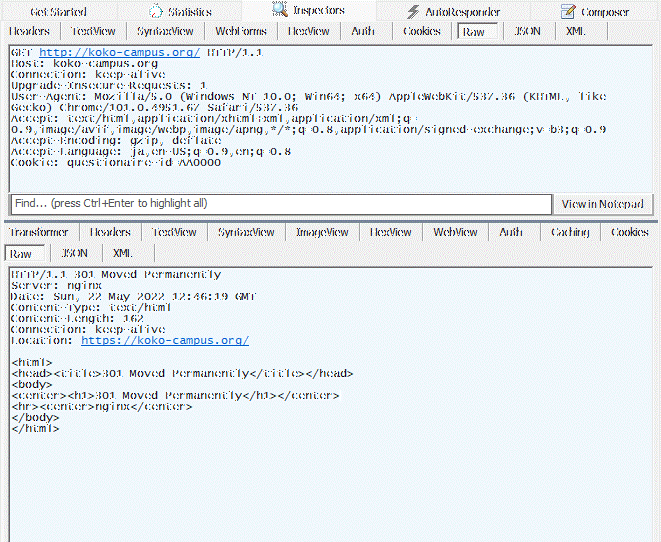 Get Started Statistics Inspectors AutoResponder Composer
Headers TextView SyntaxView WebForms HexView Auth Cookies Raw JSON XML
GET http://koko-campus.org/ HTTP/1.1
Host: koko-campus.org
Connection: keep-alive
Upgrade-Insecure-Requests: 1
User-Agent: Mozilla/5.0 (Windows NT 10.0; Win64; x64) AppleWebKit/537.36 (KHTML, like
Gecko) Chrome/101.0.4951.67 Safari/537.36
Accept: text/html,application/xhtml+xml,application/xml;q=
0.9,image/avif,image/webp,image/apng,*/*;q=0.8,application/signed-exchange;v=b3;q=0.9
Accept-Encoding: gzip, deflate
Accept-Language: ja,en-US;q=0.9,en;q=0.8
Cookie: questionaire_id=AA0000
Find... (press Ctrl+Enter to highlight all) View in Notepad
Transformer Headers TextView SyntaxView ImageView HexView WebView Auth Caching Cookies
Raw JSON XML
HTTP/1.1 301 Moved Permanently
Server: nginx
Date: Sun, 22 May 2022 12:46:19 GMT
Content-Type: text/html
Content-Length: 162
Connection: keep-alive
Location: https://koko-campus.org/
<html>
<head><title>301 Moved Permanently</title></head>
<body>
<center><h1>301 Moved Permanently</h1></center>
<hr><center>nginx</center>
</body>
</html>